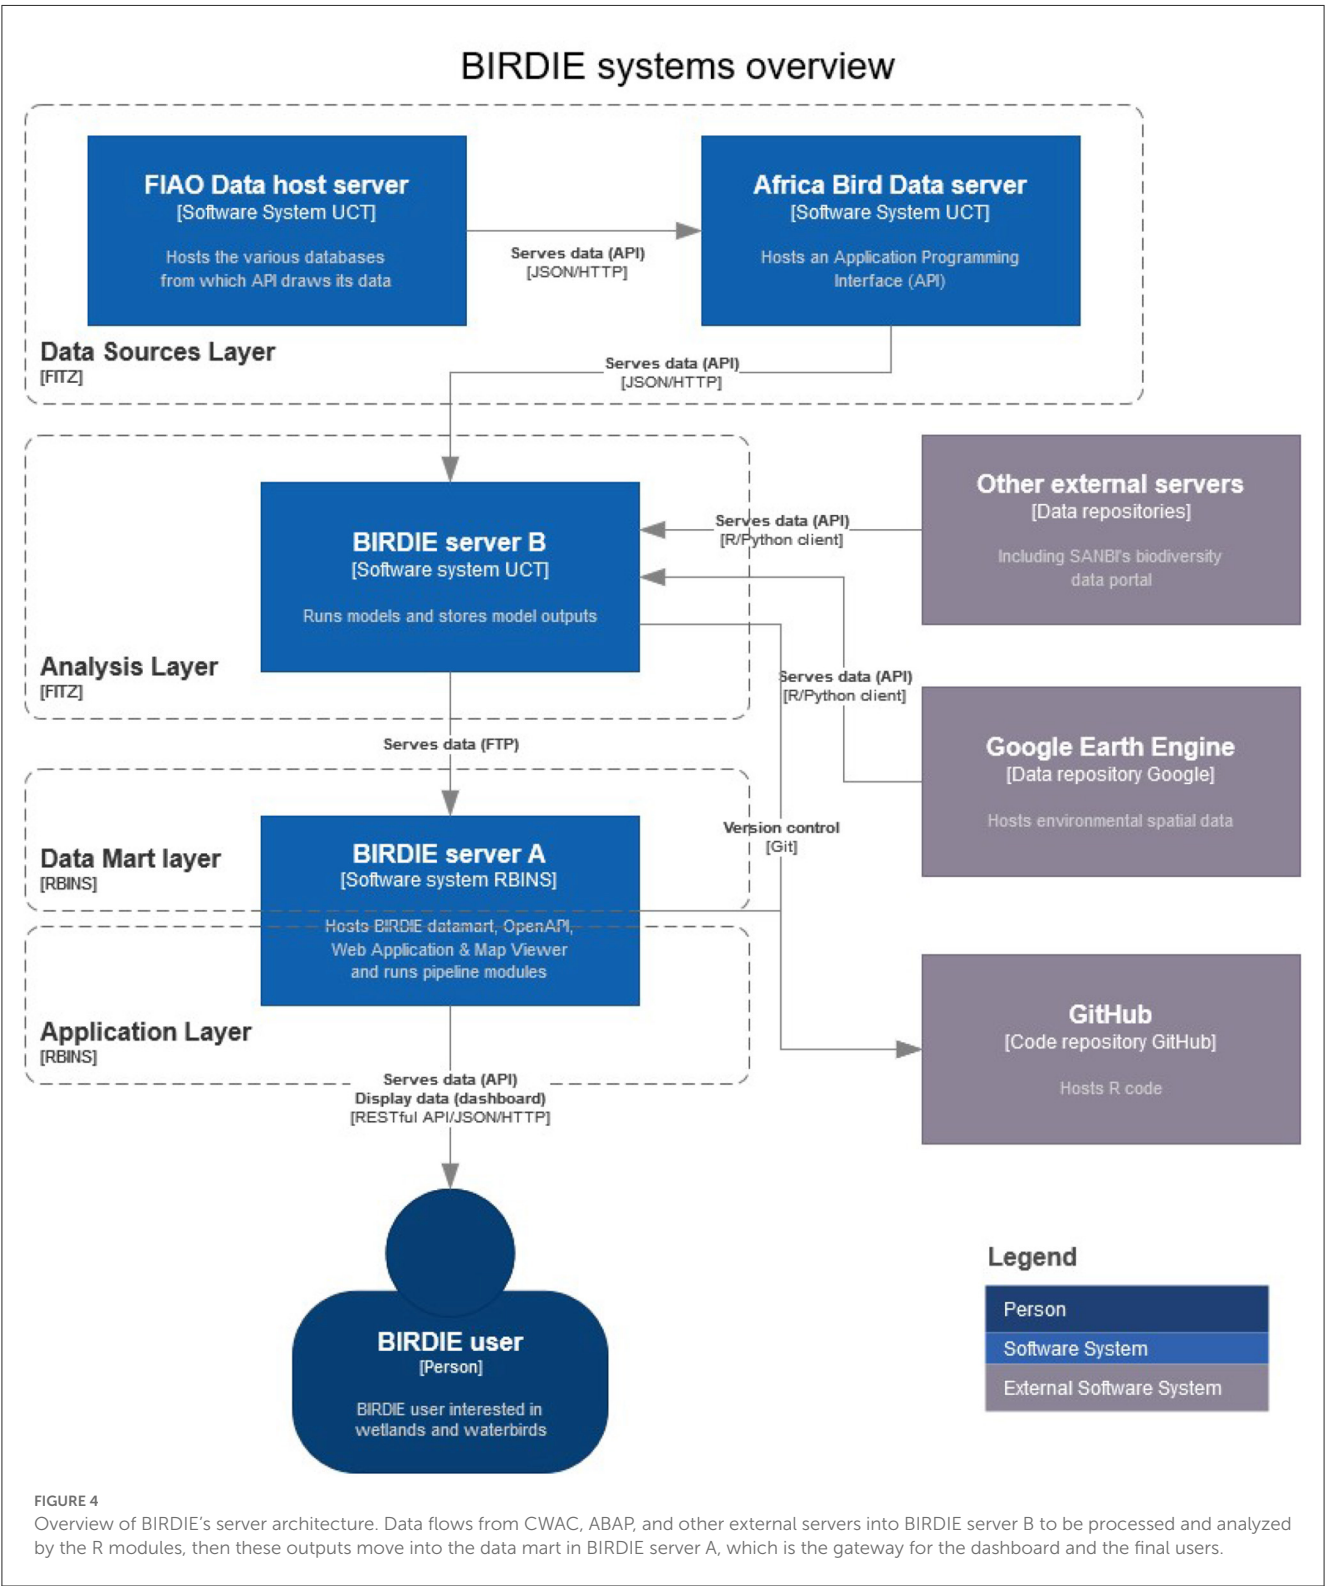 BIRDIE systems overview
FIAO Data host server
[Software System UCT]
Hosts the various databases
from which API draws its data
Serves data (API)
[JSON/HTTP]
Africa Bird Data server
[Software System UCT]
Hosts an Application Programming
Interface (API)
Data Sources Layer
[FITZ]
Serves data (API)
[JSON/HTTP]
BIRDIE server B
[Software system UCT]
Runs models and stores model outputs
Serves data (API)
[R/Python client]
Other external servers
[Data repositories]
Including SANBI's biodiversity
data portal
Analysis Layer
[FITZ]
Serves data (API)
[R/Python client]
Google Earth Engine
[Data repository Google]
Hosts environmental spatial data
Serves data (FTP)
Data Mart layer
[RBINS]
BIRDIE server A
[Software system RBINS]
Hosts BIRDIE datamart, OpenAPI,
Web Application & Map Viewer
and runs pipeline modules
Version control
[Git]
Application Layer
[RBINS]
GitHub
[Code repository GitHub]
Hosts R code
Serves data (API)
Display data (dashboard)
[RESTful API/JSON/HTTP]
BIRDIE user
[Person]
BIRDIE user interested in
wetlands and waterbirds
Legend
Person
Software System
External Software System
FIGURE 4
Overview of BIRDIE's server architecture. Data flows from CWAC, ABAP, and other external servers into BIRDIE server B to be processed and analyzed
by the R modules, then these outputs move into the data mart in BIRDIE server A, which is the gateway for the dashboard and the final users.